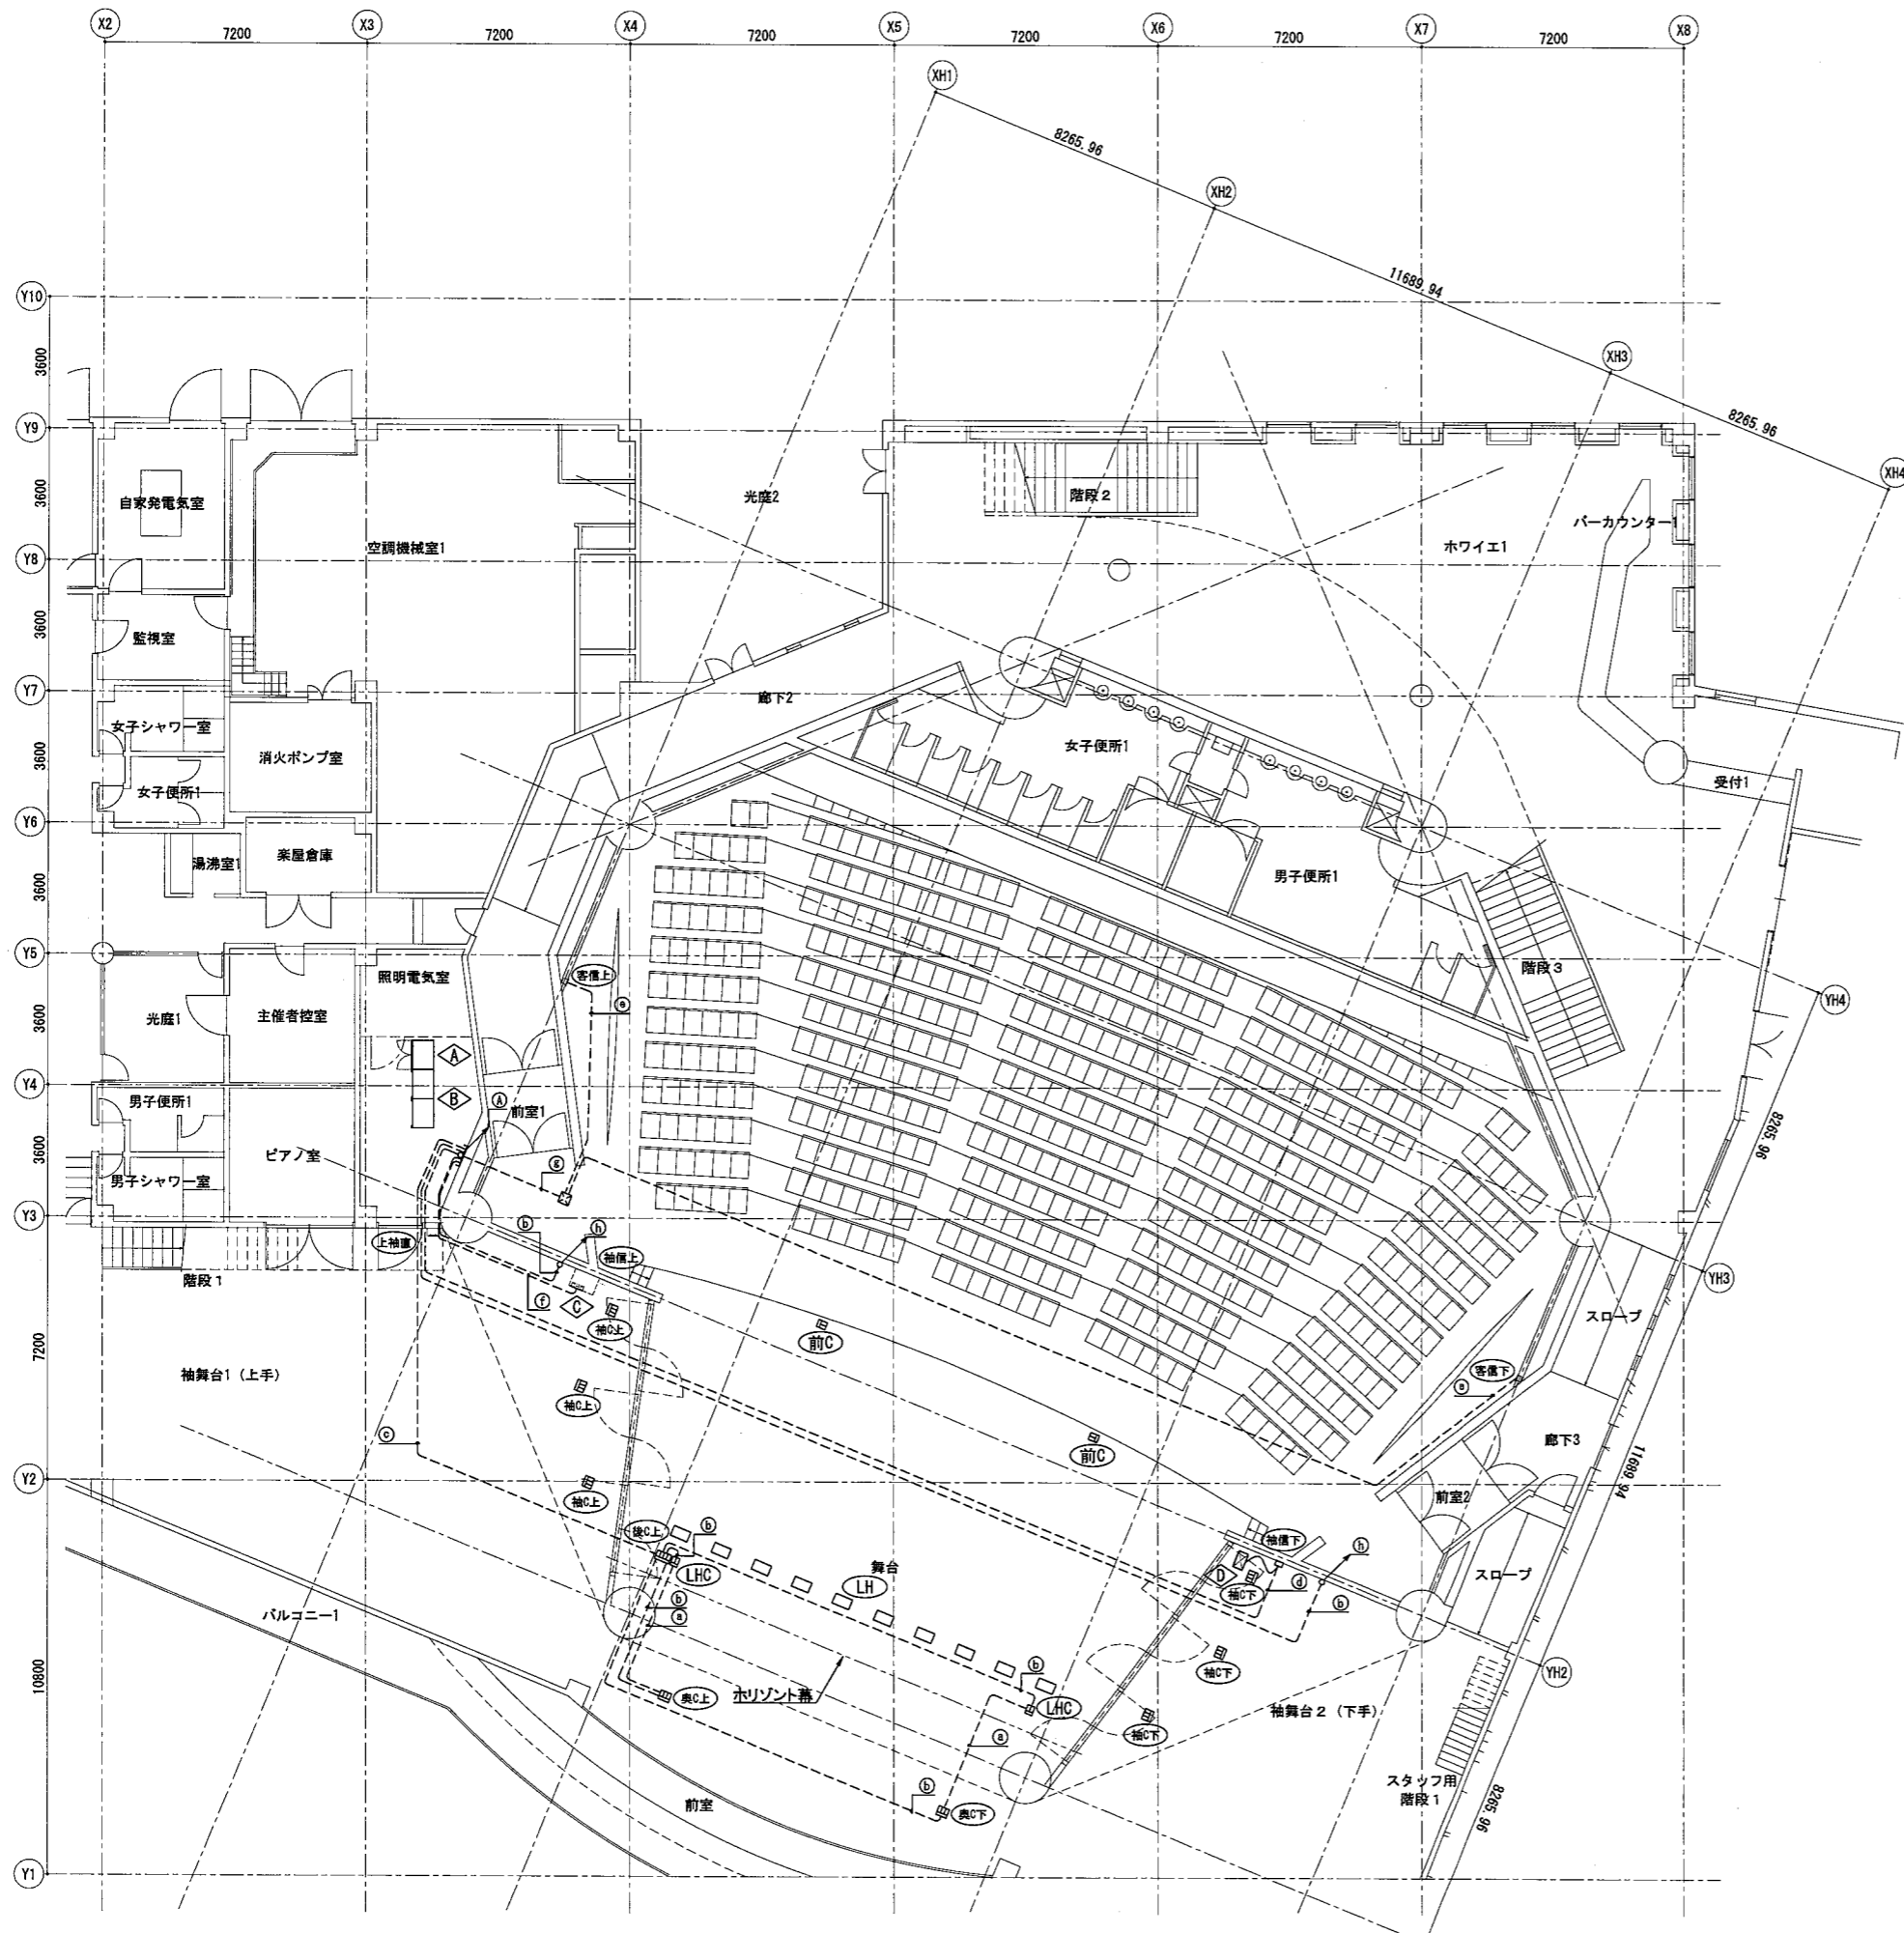 X2
X3
X4
X5
X6
X7
X8
7200
7200
7200
7200
7200
7200
XH1
8265.96
XH2
11689.94
XH3
8265.96
XH4
Y10
3600
Y9
3600
Y8
3600
Y7
3600
Y6
3600
Y5
3600
Y4
3600
Y3
7200
Y2
10800
Y1
自家発電気室
空調機械室1
光庭2
階段2
ホワイエ1
バーカウンター1
監視室
廊下2
女子シャワー室
消火ポンプ室
女子便所1
女子便所1
受付1
湯沸室1
楽屋倉庫
男子便所1
階段3
照明電気室
客信上
e
光庭1
主催者控室
YH4
A
B
A
前室1
男子便所1
ピアノ室
男子シャワー室
8265.96
g
上袖直
b
h
袖信上
階段1
f
C
袖C上
前C
YH3
スロープ
袖舞台1 (上手)
袖C上
客信下
e
c
前C
廊下3
11689.94
袖C上
前室2
後C上
b
舞台
LHC
LH
袖信下
h
D
袖C下
d
b
スロープ
バルコニー1
b
a
袖C下
YH2
奥C上
ホリゾント幕
b
LHC
袖C下
袖舞台2 (下手)
a
スタッフ用
階段1
前室
b
奥C下
8265.96